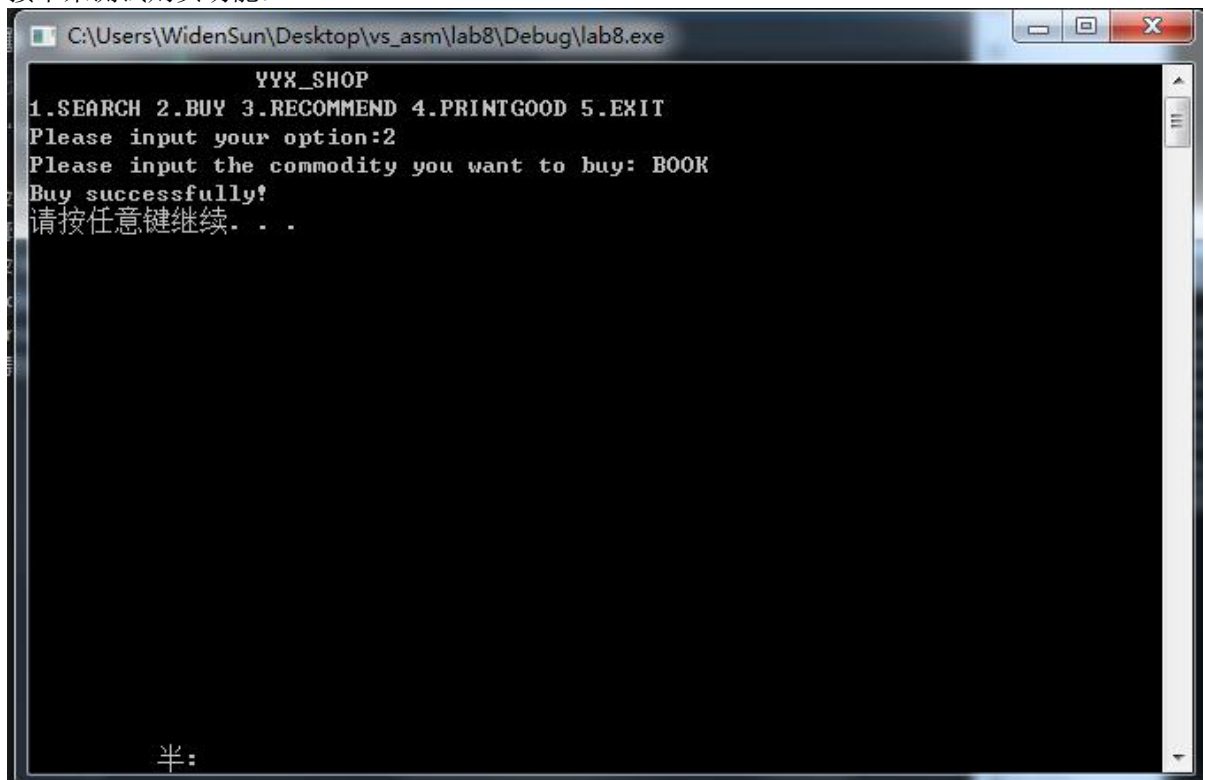 C:\Users\WidenSun\Desktop\vs_asm\lab8\Debug\lab8.exe
YYX_SHOP
1.SEARCH 2.BUY 3.RECOMMEND 4.PRINTGOOD 5.EXIT
Please input your option:2
Please input the commodity you want to buy: BOOK
Buy successfully!
请按任意键继续. . .
半: